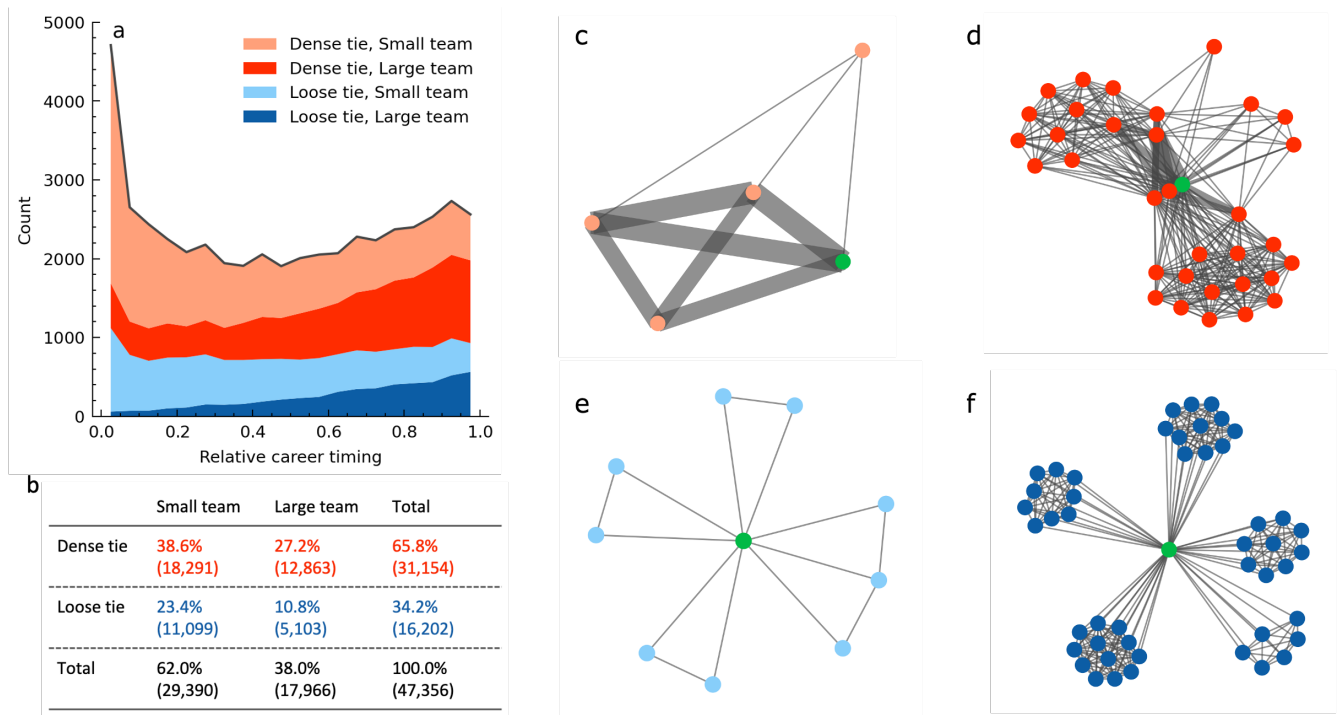 a
5000
4000
3000
2000
1000
0
Count
Dense tie, Small team
Dense tie, Large team
Loose tie, Small team
Loose tie, Large team
0.0 0.2 0.4 0.6 0.8 1.0
Relative career timing
b
Small team Large team Total
Dense tie 38.6% 27.2% 65.8%
(18,291) (12,863) (31,154)
Loose tie 23.4% 10.8% 34.2%
(11,099) (5,103) (16,202)
Total 62.0% 38.0% 100.0%
(29,390) (17,966) (47,356)
c
d
e
f